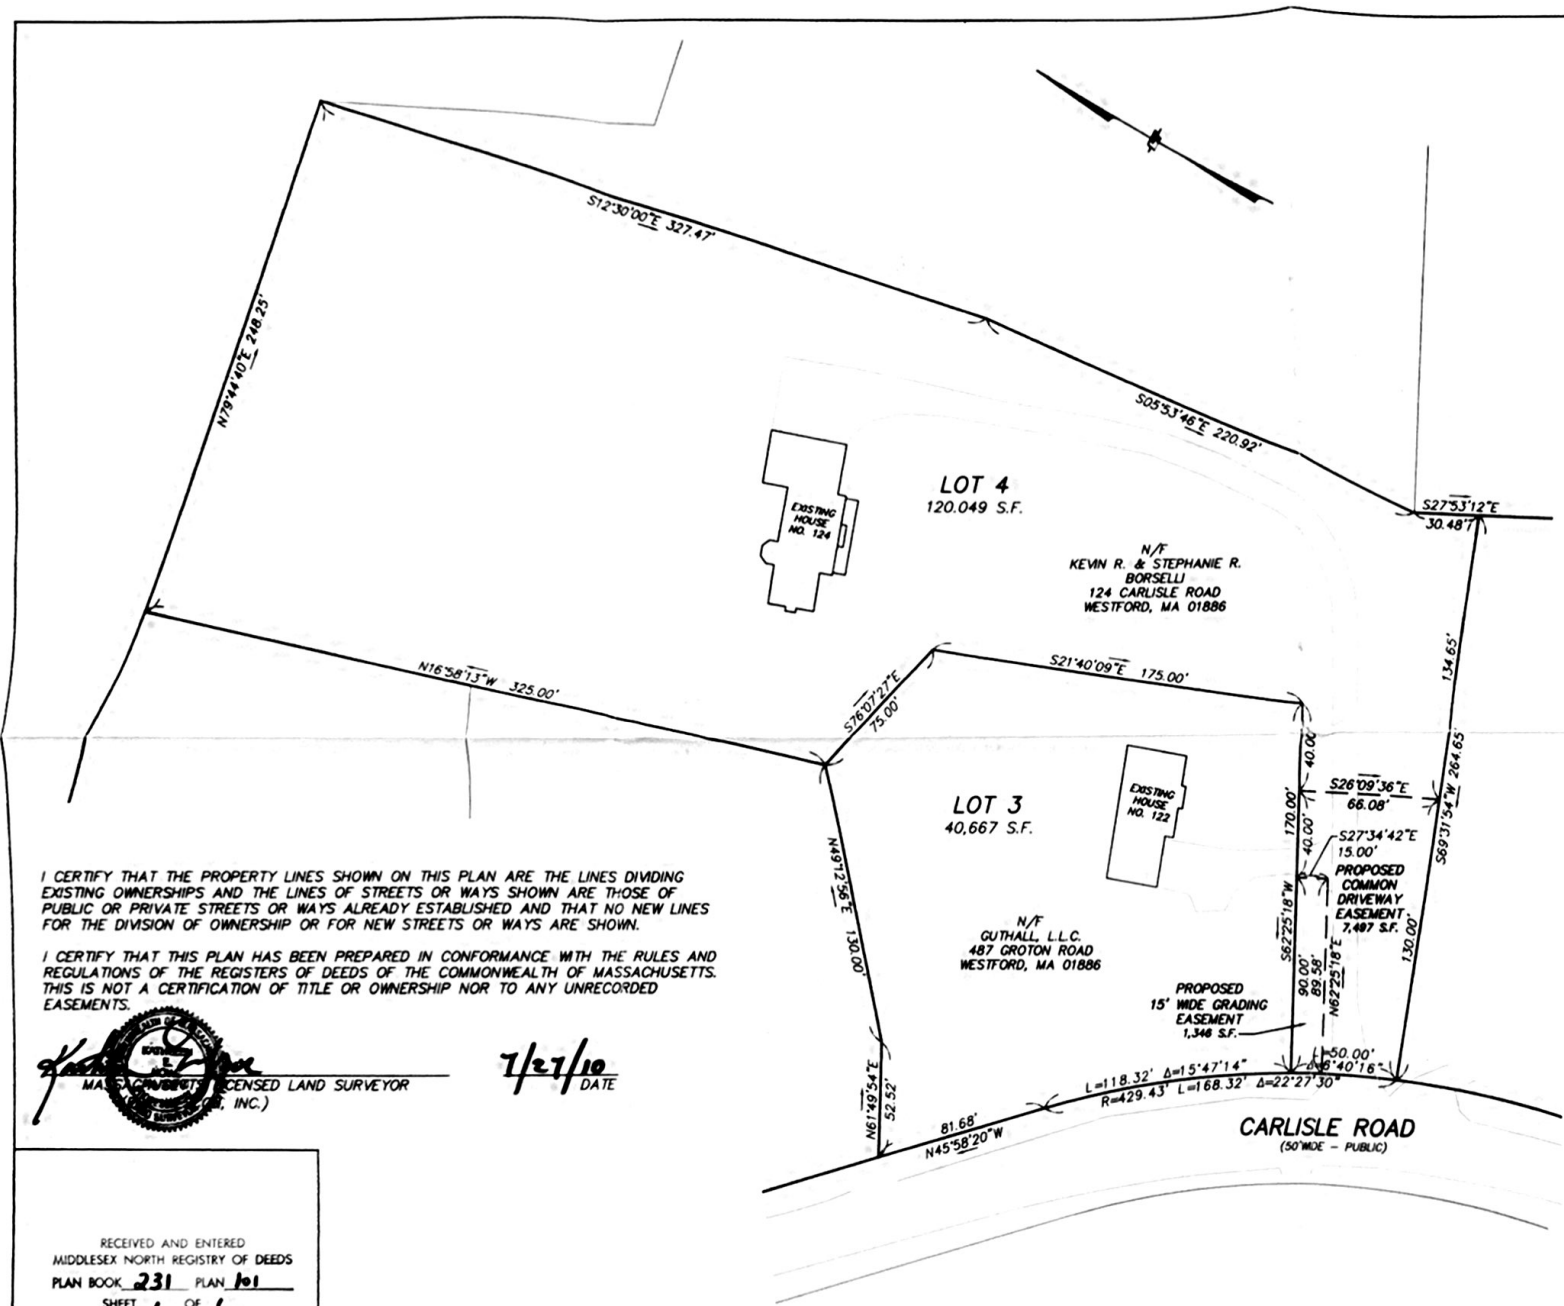 S12°30'00"E 327.47'
N79°44'40"E 248.25'
S05°53'46"E 220.92'
LOT 4
120.049 S.F.
S27°53'12"E
30.48'
EXISTING
HOUSE
NO. 124
N/F
KEVIN R. & STEPHANIE R.
BORSELLI
124 CARLISLE ROAD
WESTFORD, MA 01886
134.65'
N16°58'13"W 325.00'
S76°07'27"E
75.00'
S21°40'09"E 175.00'
40.00'
S26°09'36"E
66.08'
S69°31'54"W 264.65'
LOT 3
40,667 S.F.
EXISTING
HOUSE
NO. 122
170.00'
40.00'
S27°34'42"E
15.00'
PROPOSED
COMMON
DRIVEWAY
EASEMENT
7,497 S.F.
N49°12'56"E 130.00'
S62°25'18"W
N/F
GUTHALL, L.L.C.
487 GROTON ROAD
WESTFORD, MA 01886
130.00'
90.00'
89.58'
N62°25'18"E
PROPOSED
15' WIDE GRADING
EASEMENT
1,346 S.F.
I CERTIFY THAT THE PROPERTY LINES SHOWN ON THIS PLAN ARE THE LINES DIVIDING
EXISTING OWNERSHIPS AND THE LINES OF STREETS OR WAYS SHOWN ARE THOSE OF
PUBLIC OR PRIVATE STREETS OR WAYS ALREADY ESTABLISHED AND THAT NO NEW LINES
FOR THE DIVISION OF OWNERSHIP OR FOR NEW STREETS OR WAYS ARE SHOWN.
I CERTIFY THAT THIS PLAN HAS BEEN PREPARED IN CONFORMANCE WITH THE RULES AND
REGULATIONS OF THE REGISTERS OF DEEDS OF THE COMMONWEALTH OF MASSACHUSETTS.
THIS IS NOT A CERTIFICATION OF TITLE OR OWNERSHIP NOR TO ANY UNRECORDED
EASEMENTS.
7/27/10
LAND SURVEYOR
DATE
INC.)
N61°49'54"E
52.52'
L=50.00'
L=118.32' Δ=15°47'14"
Δ=6°40'16"
R=429.43' L=168.32' Δ=22°27'30"
81.68'
N45°58'20"W
CARLISLE ROAD
(50' WIDE - PUBLIC)
RECEIVED AND ENTERED
MIDDLESEX NORTH REGISTRY OF DEEDS
PLAN BOOK 231 PLAN 101
SHEET 1 OF 1